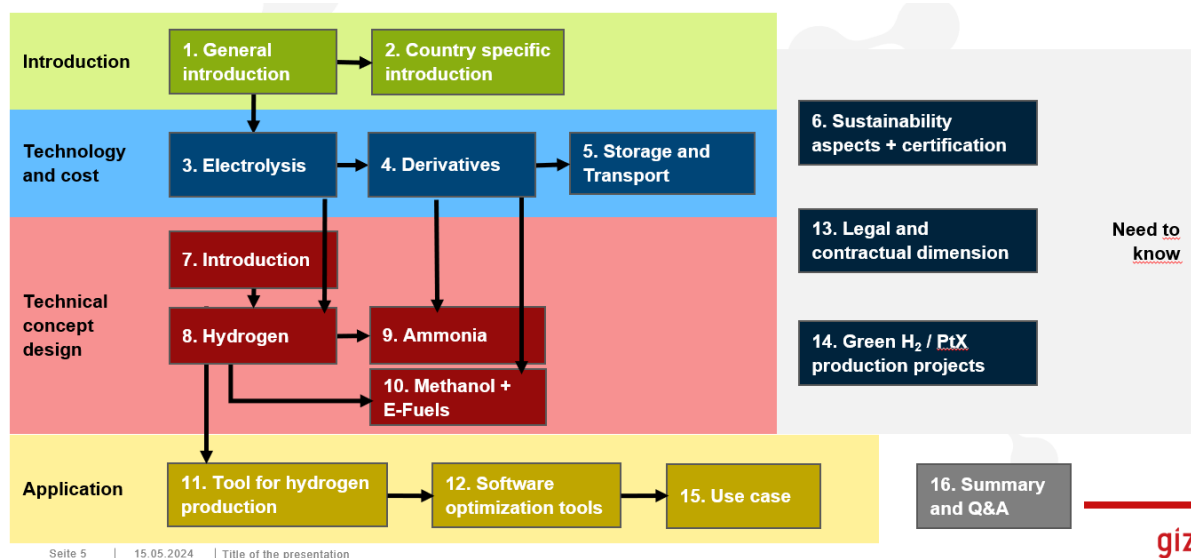 Introduction
1. General
introduction
2. Country specific
introduction
Technology
and cost
3. Electrolysis
4. Derivatives
5. Storage and
Transport
6. Sustainability
aspects + certification
13. Legal and
contractual dimension
14. Green H₂ / PtX
production projects
Need to
know
Technical
concept
design
7. Introduction
8. Hydrogen
9. Ammonia
10. Methanol +
E-Fuels
Application
11. Tool for hydrogen
production
12. Software
optimization tools
15. Use case
16. Summary
and Q&A
Seite 5 | 15.05.2024 | Title of the presentation
giz